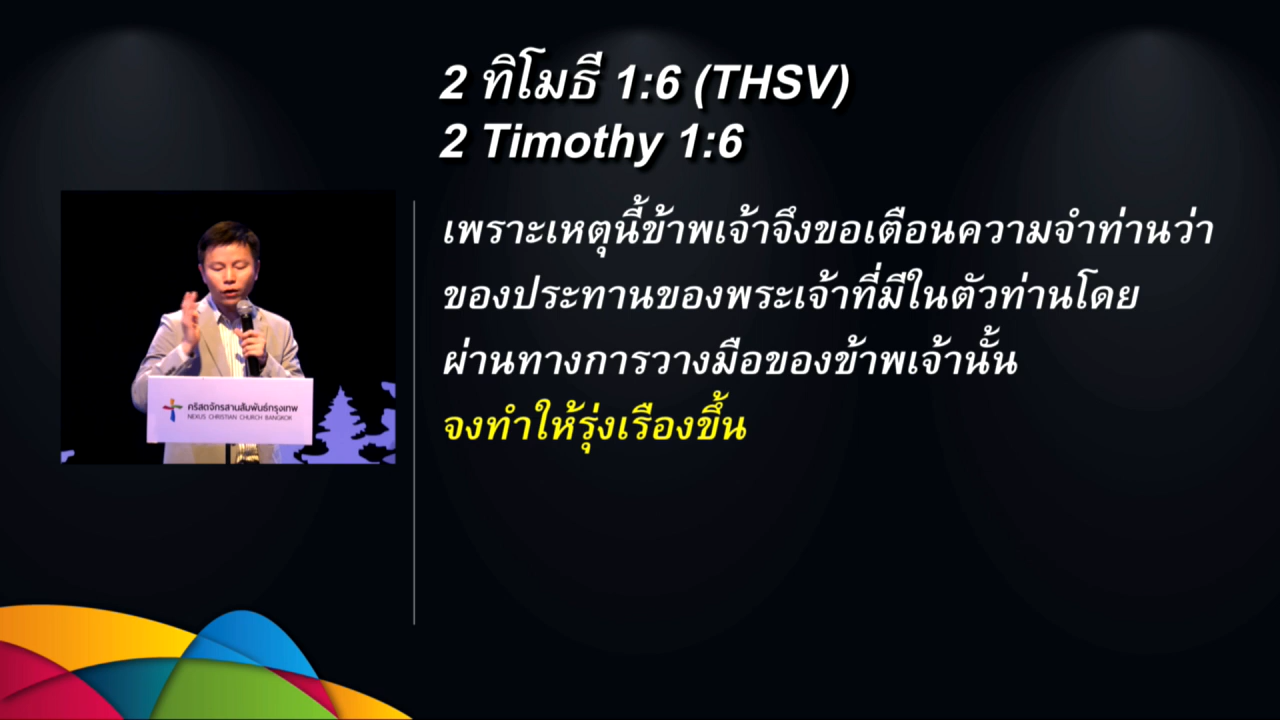 2 ทิโมธี 1:6 (THSV)
2 Timothy 1:6
เพราะเหตุนี้ข้าพเจ้าจึงขอเตือนความจำท่านว่า
ของประทานของพระเจ้าที่มีในตัวท่านโดย
ผ่านทางการวางมือของข้าพเจ้านั้น
จงทำให้รุ่งเรืองขึ้น
คริสตจักรสานสัมพันธ์กรุงเทพ
NEXUS CHRISTIAN CHURCH BANGKOK